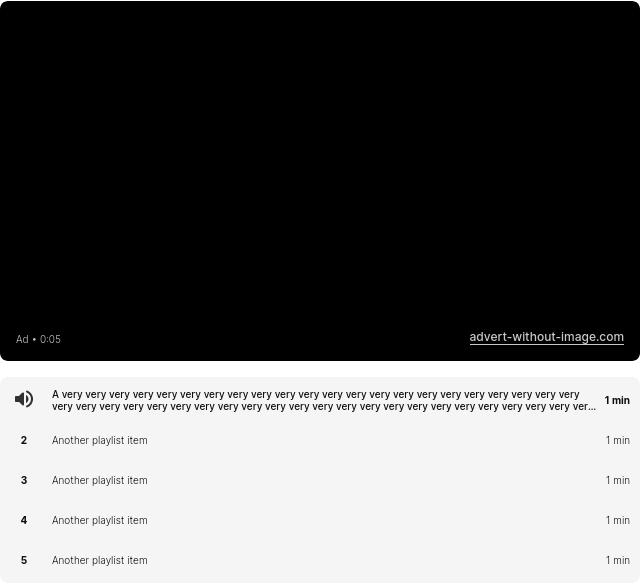 Ad • 0:05
advert-without-image.com
A very very very very very very very very very very very very very very very very very very very very very very
very very very very very very very very very very very very very very very very very very very very very very ver...
1 min
2 Another playlist item 1 min
3 Another playlist item 1 min
4 Another playlist item 1 min
5 Another playlist item 1 min